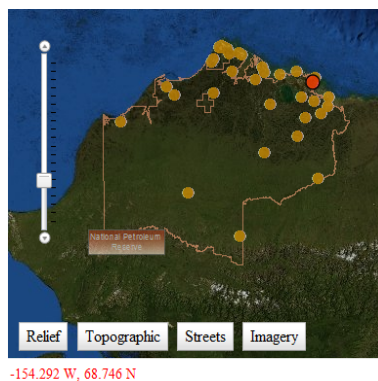 National Petroleum
Reserve
Relief Topographic Streets Imagery
-154.292 W, 68.746 N